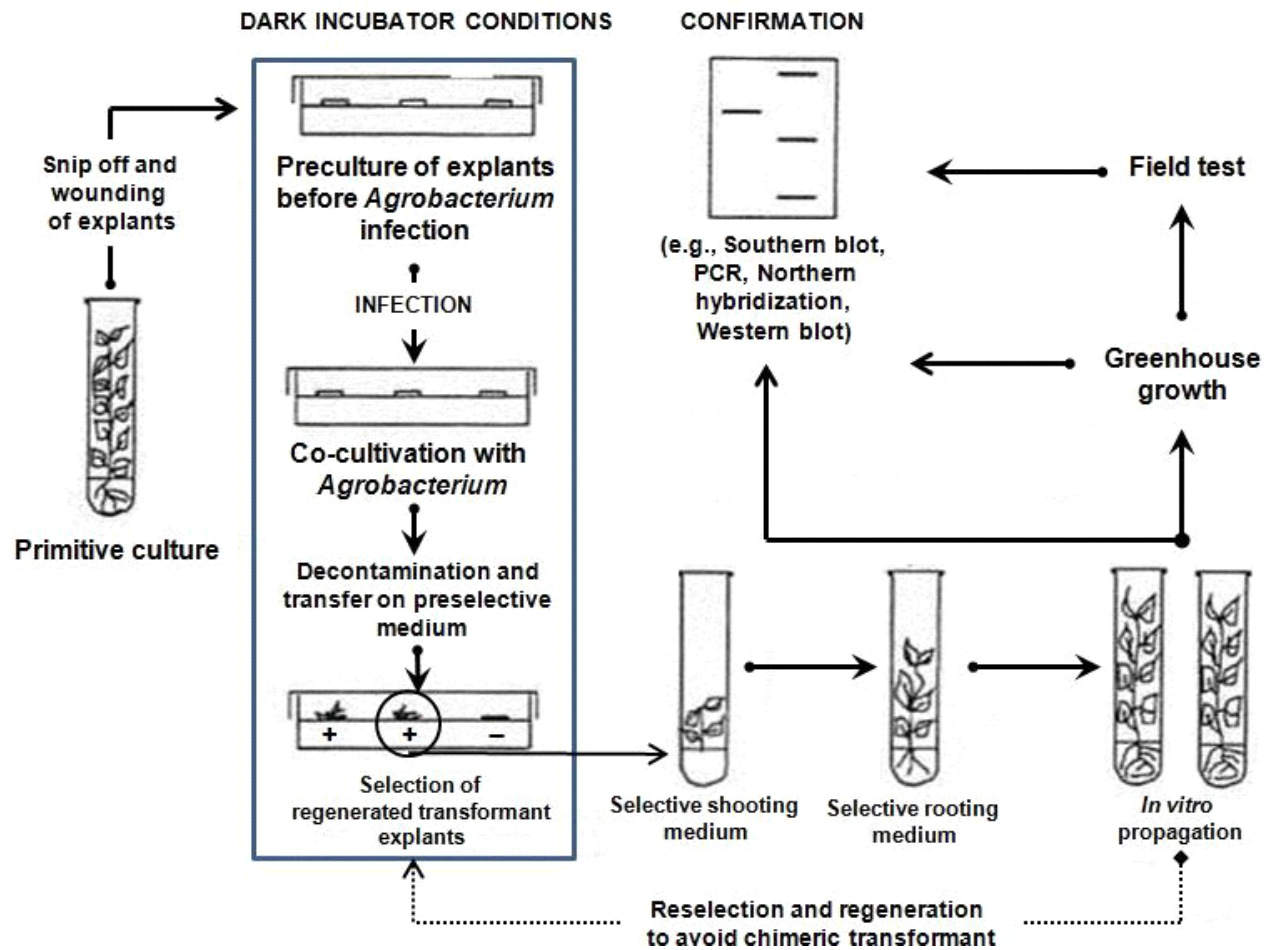 DARK INCUBATOR CONDITIONS
CONFIRMATION
Snip off and
wounding
of explants
Primitive culture
Preculture of explants
before Agrobacterium
infection
INFECTION
Co-cultivation with
Agrobacterium
Decontamination and
transfer on preselective
medium
+ + –
Selection of
regenerated transformant
explants
(e.g., Southern blot,
PCR, Northern
hybridization,
Western blot)
Field test
Greenhouse
growth
Selective shooting
medium
Selective rooting
medium
In vitro
propagation
Reselection and regeneration
to avoid chimeric transformant